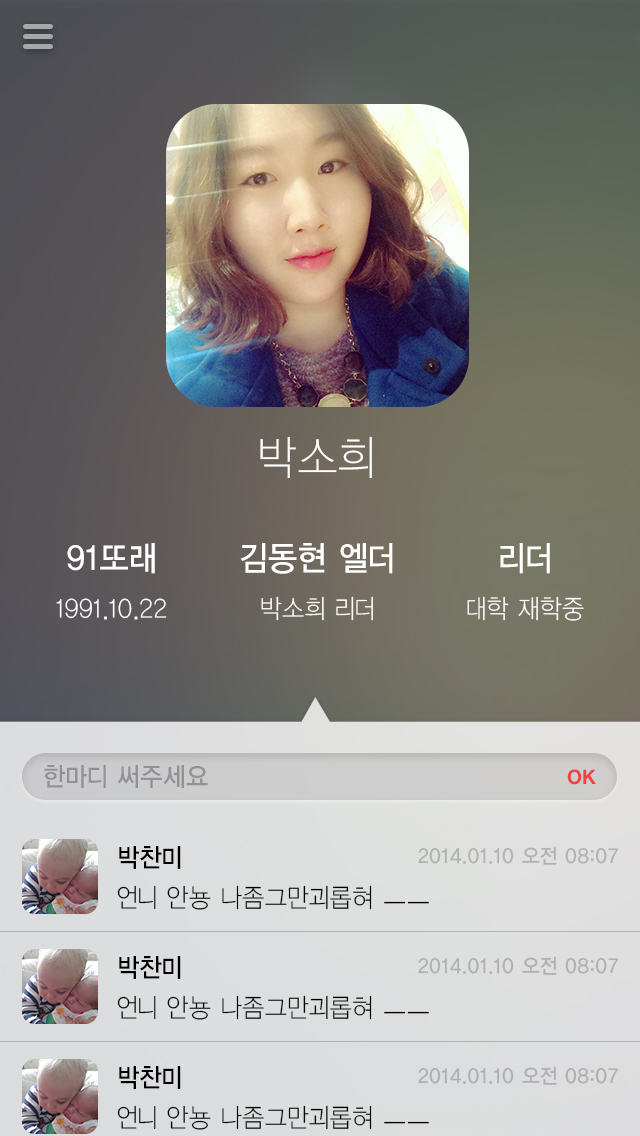 박소희
91또래 김동현 엘더 리더
1991.10.22 박소희 리더 대학 재학중
한마디 써주세요 OK
박찬미 2014.01.10 오전 08:07
언니 안뇽 나좀그만괴롭혀 ㅡㅡ
박찬미 2014.01.10 오전 08:07
언니 안뇽 나좀그만괴롭혀 ㅡㅡ
박찬미 2014.01.10 오전 08:07
언니 안뇽 나좀그만괴롭혀 ㅡㅡ